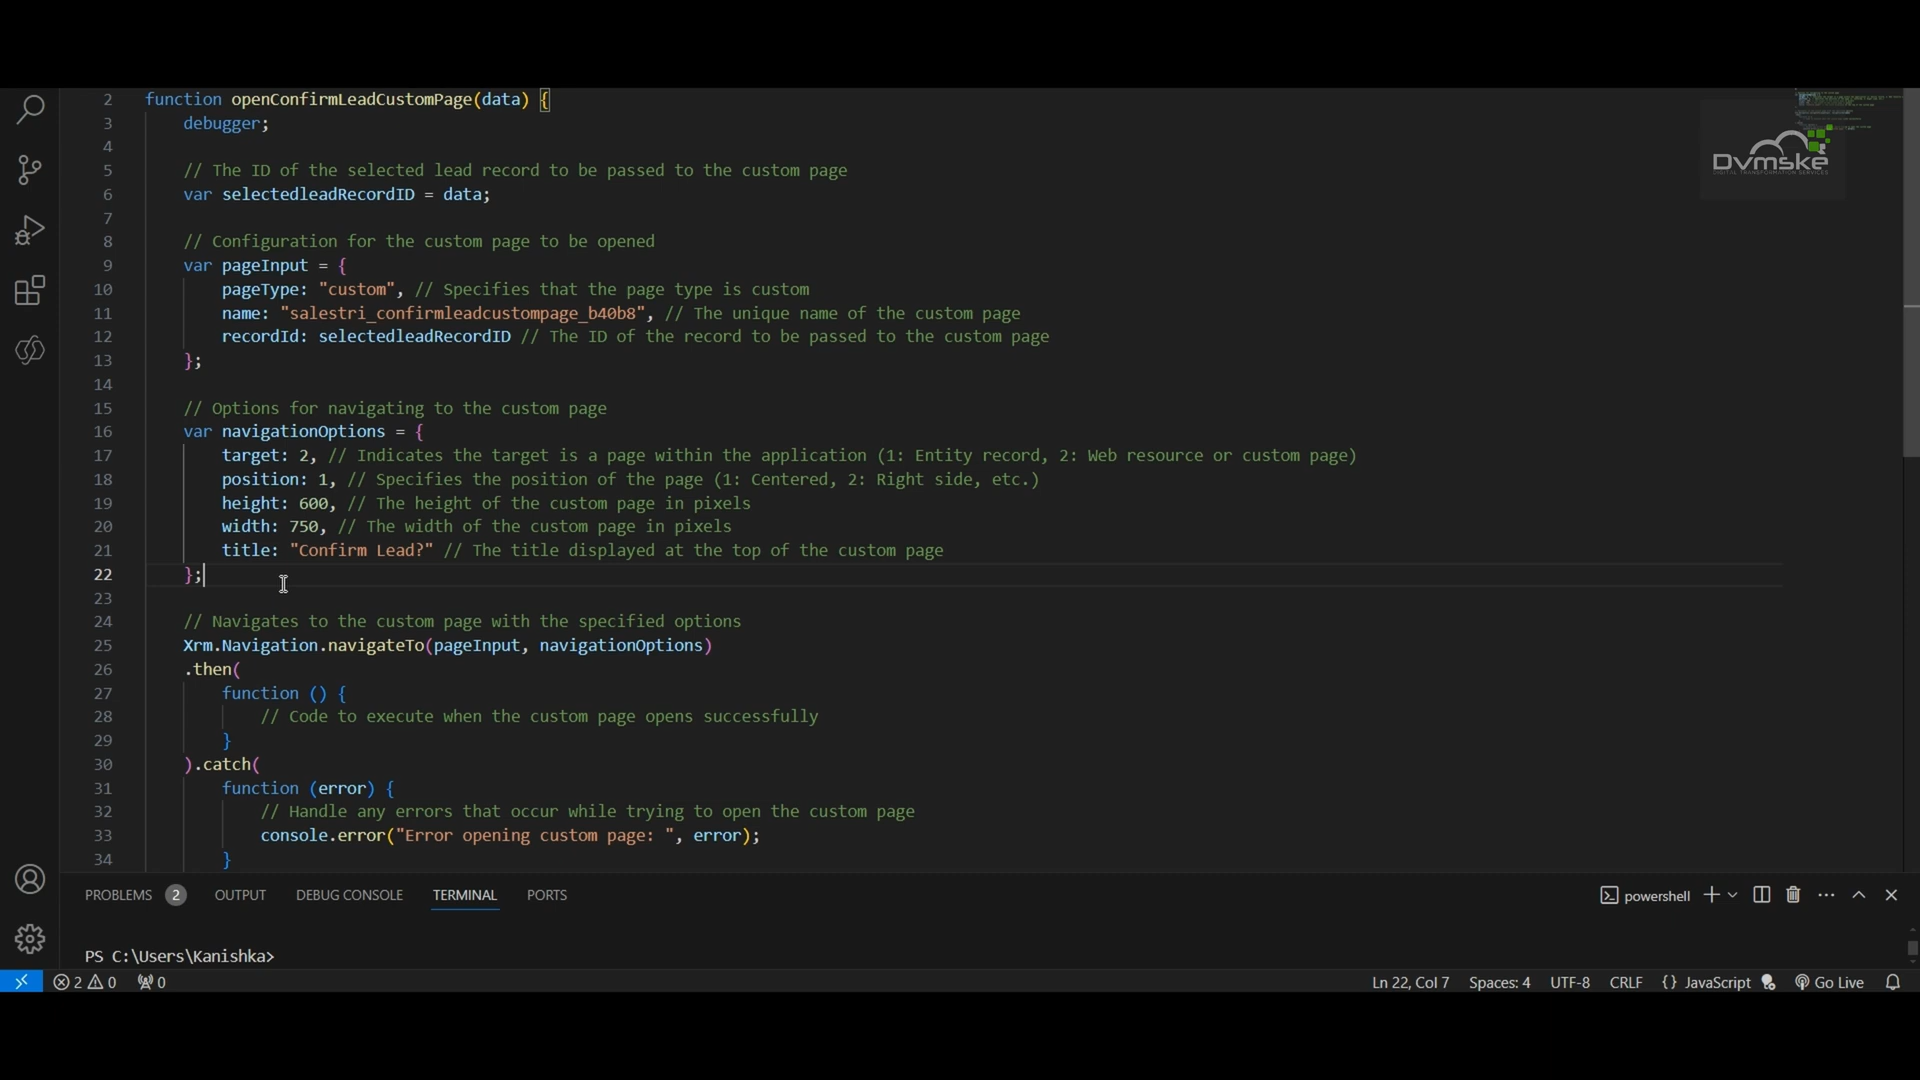 2 function openConfirmLeadCustomPage(data) {
3 debugger;
4
5 // The ID of the selected lead record to be passed to the custom page
6 var selectedleadRecordID = data;
7
8 // Configuration for the custom page to be opened
9 var pageInput = {
10 pageType: "custom", // Specifies that the page type is custom
11 name: "salestri_confirmleadcustompage_b40b8", // The unique name of the custom page
12 recordId: selectedleadRecordID // The ID of the record to be passed to the custom page
13 };
14
15 // Options for navigating to the custom page
16 var navigationOptions = {
17 target: 2, // Indicates the target is a page within the application (1: Entity record, 2: Web resource or custom page)
18 position: 1, // Specifies the position of the page (1: Centered, 2: Right side, etc.)
19 height: 600, // The height of the custom page in pixels
20 width: 750, // The width of the custom page in pixels
21 title: "Confirm Lead?" // The title displayed at the top of the custom page
22 };
23
24 // Navigates to the custom page with the specified options
25 Xrm.Navigation.navigateTo(pageInput, navigationOptions)
26 .then(
27 function () {
28 // Code to execute when the custom page opens successfully
29 }
30 ).catch(
31 function (error) {
32 // Handle any errors that occur while trying to open the custom page
33 console.error("Error opening custom page: ", error);
34 }
Dvmske
DIGITAL TRANSFORMATION SERVICES
PROBLEMS 2 OUTPUT DEBUG CONSOLE TERMINAL PORTS powershell
PS C:\Users\Kanishka>
2 0 0 Ln 22, Col 7 Spaces: 4 UTF-8 CRLF {} JavaScript Go Live